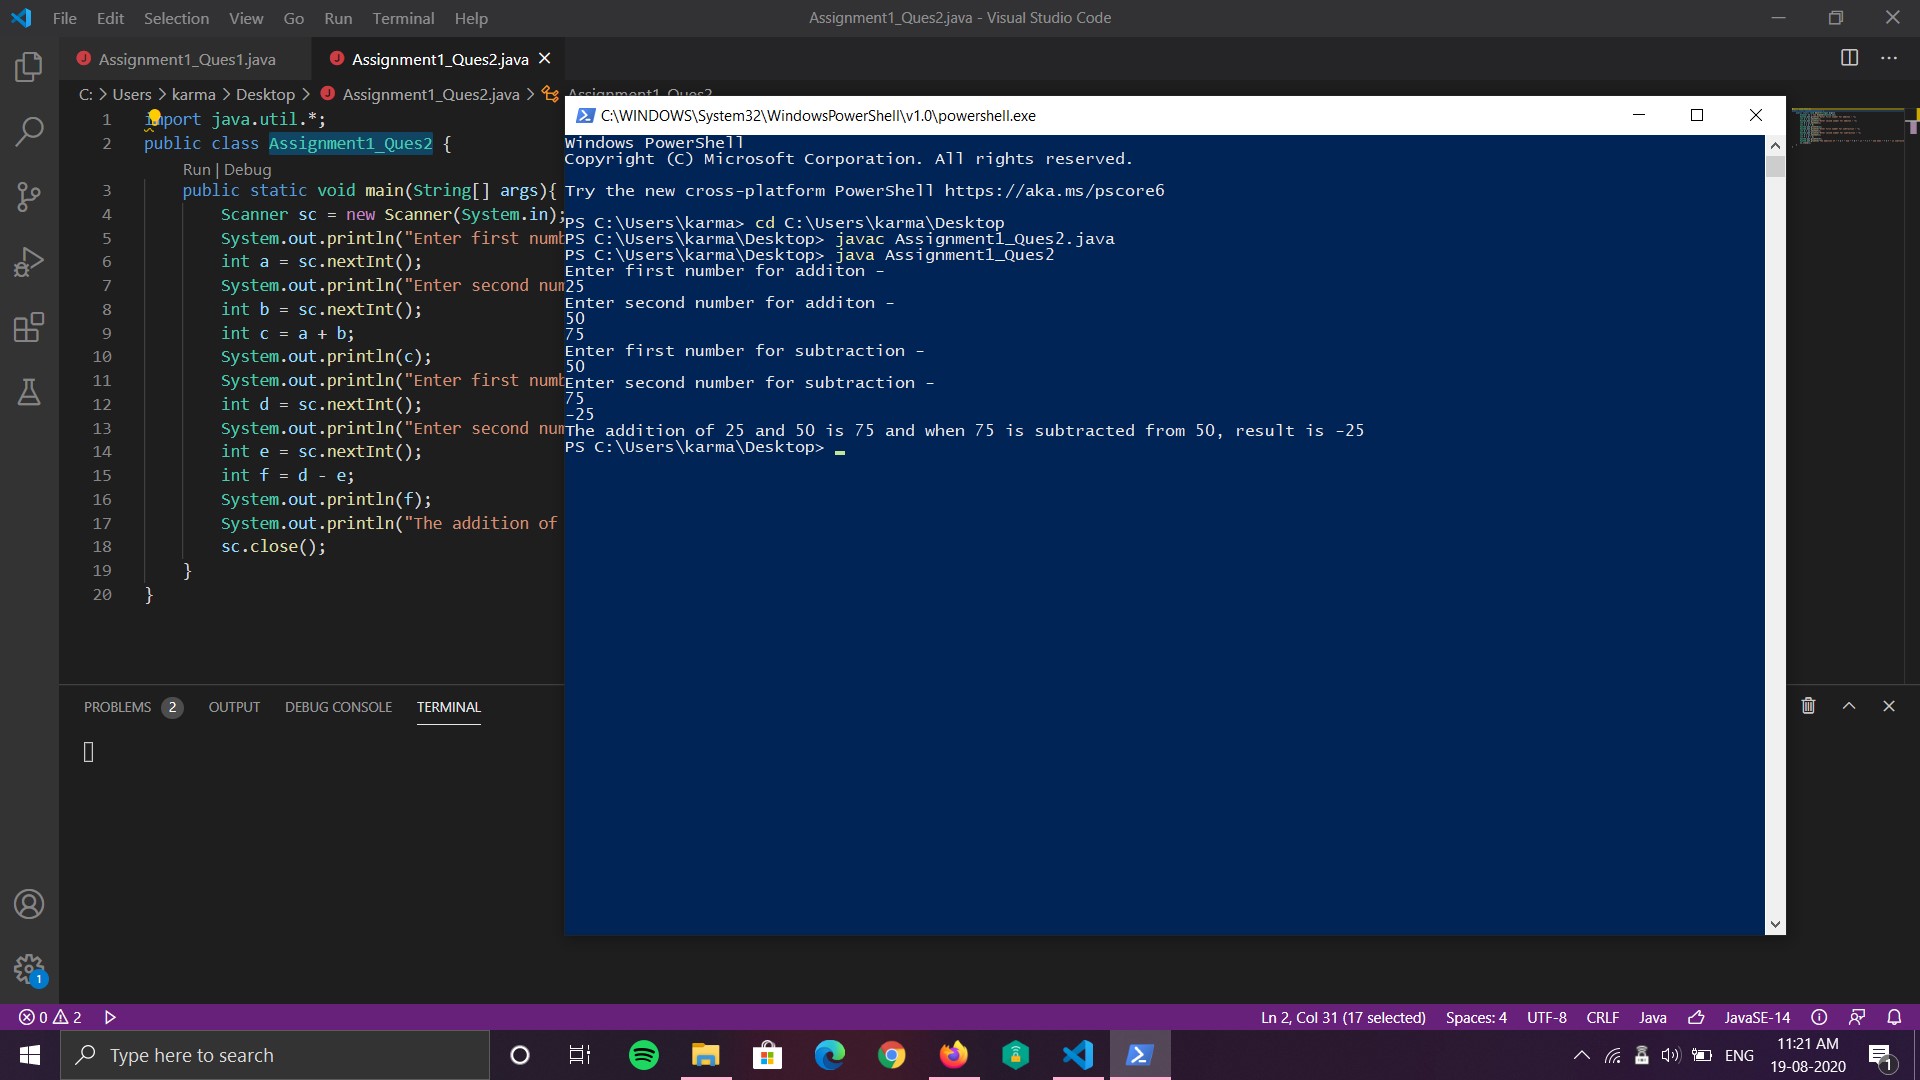 File Edit Selection View Go Run Terminal Help
Assignment1_Ques2.java - Visual Studio Code
Assignment1_Ques1.java
Assignment1_Ques2.java
C: > Users > karma > Desktop > Assignment1_Ques2.java > Assignment1_Ques2
1 import java.util.*;
2 public class Assignment1_Ques2 {
Run | Debug
3 public static void main(String[] args){
4 Scanner sc = new Scanner(System.in);
5 System.out.println("Enter first numb
6 int a = sc.nextInt();
7 System.out.println("Enter second num
8 int b = sc.nextInt();
9 int c = a + b;
10 System.out.println(c);
11 System.out.println("Enter first numb
12 int d = sc.nextInt();
13 System.out.println("Enter second num
14 int e = sc.nextInt();
15 int f = d - e;
16 System.out.println(f);
17 System.out.println("The addition of
18 sc.close();
19 }
20 }
C:\WINDOWS\System32\WindowsPowerShell\v1.0\powershell.exe
Windows PowerShell
Copyright (C) Microsoft Corporation. All rights reserved.
Try the new cross-platform PowerShell https://aka.ms/pscore6
PS C:\Users\karma> cd C:\Users\karma\Desktop
PS C:\Users\karma\Desktop> javac Assignment1_Ques2.java
PS C:\Users\karma\Desktop> java Assignment1_Ques2
Enter first number for additon -
25
Enter second number for additon -
50
75
Enter first number for subtraction -
50
Enter second number for subtraction -
75
-25
The addition of 25 and 50 is 75 and when 75 is subtracted from 50, result is -25
PS C:\Users\karma\Desktop>
PROBLEMS 2 OUTPUT DEBUG CONSOLE TERMINAL
1
0 2
Ln 2, Col 31 (17 selected) Spaces: 4 UTF-8 CRLF Java JavaSE-14
Type here to search
ENG
11:21 AM
19-08-2020
1